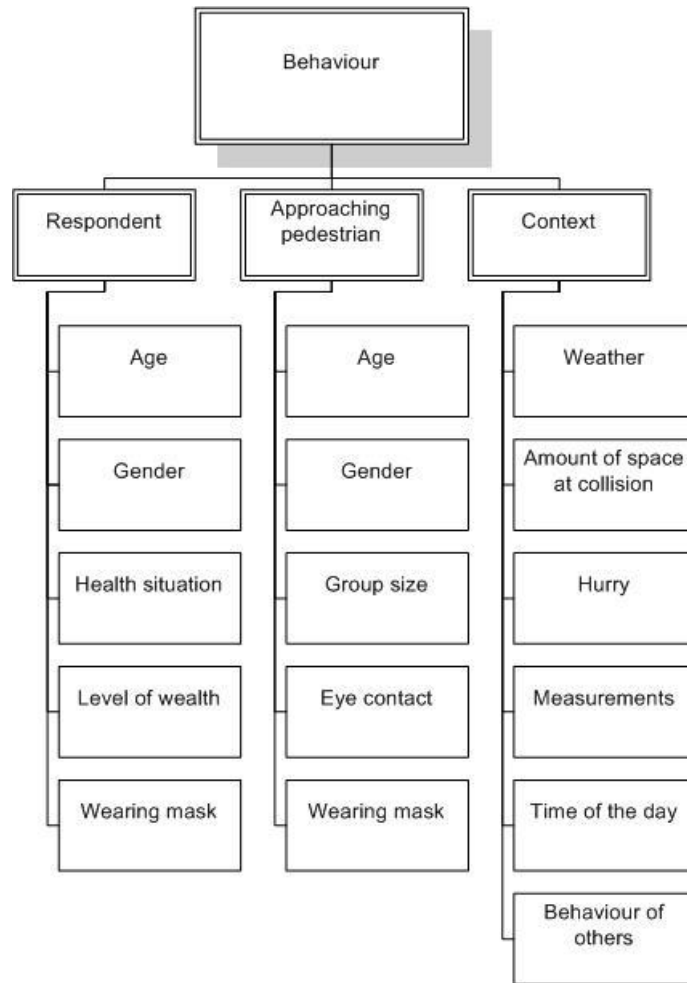 Behaviour
Respondent
Approaching
pedestrian
Context
Age
Gender
Health situation
Level of wealth
Wearing mask
Age
Gender
Group size
Eye contact
Wearing mask
Weather
Amount of space
at collision
Hurry
Measurements
Time of the day
Behaviour of
others